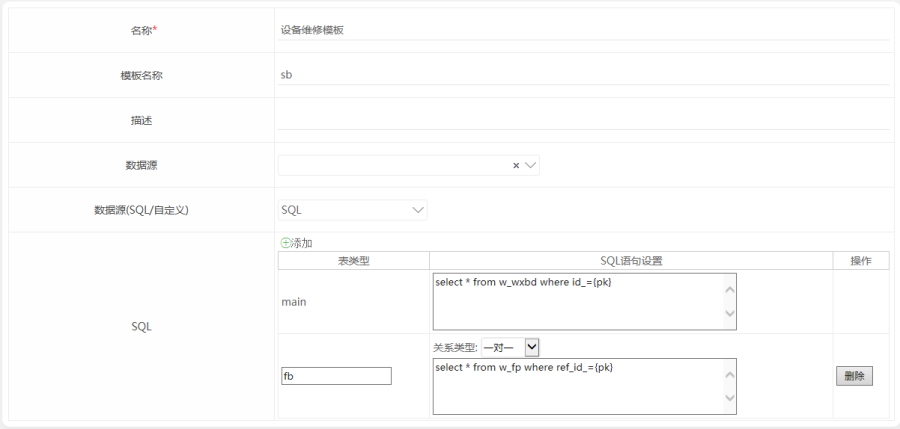 名称*
设备维修模板
模板名称
sb
描述
数据源
×
数据源(SQL/自定义)
SQL
SQL
添加
表类型
SQL语句设置
操作
main
select * from w_wxbd where id_={pk}
关系类型: 一对一
fb
select * from w_fp where ref_id_={pk}
删除